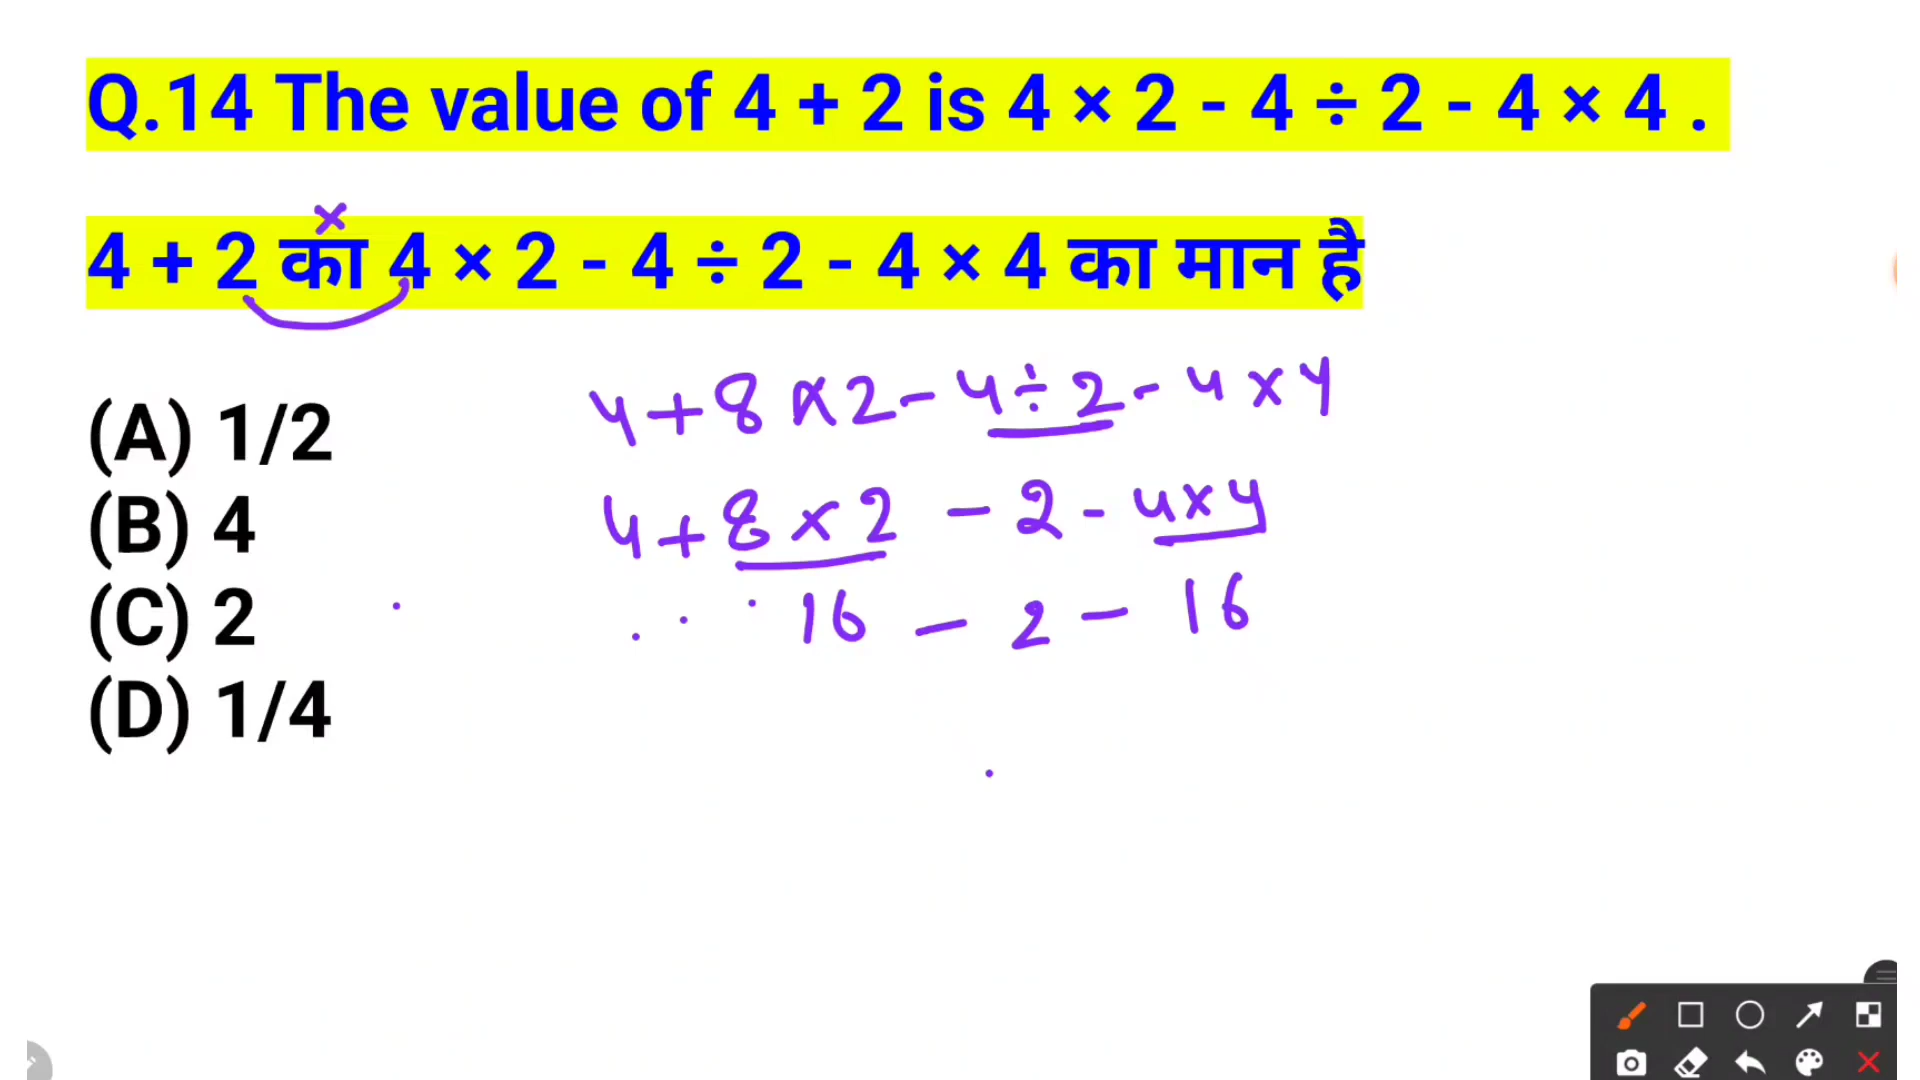 Q.14 The value of 4 + 2 is 4 × 2 - 4 ÷ 2 - 4 × 4 .
×
4 + 2 का 4 × 2 - 4 ÷ 2 - 4 × 4 का मान है
4 + 8 × 2 - 4 ÷ 2 - 4 × 4
(A) 1/2
4 + 8 × 2 - 2 - 4 × 4
(B) 4
16 - 2 - 16
(C) 2
(D) 1/4